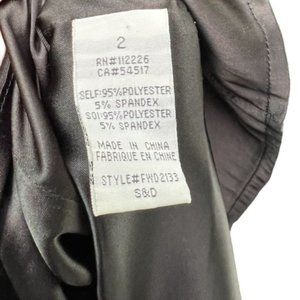 2
RN#112226
CA#54517
SELF:95%POLYESTER
5% SPANDEX
SOI:95%POLYESTER
5% SPANDEX
MADE IN CHINA
FABRIQUE EN CHINE
STYLE#FWD2133
S&D